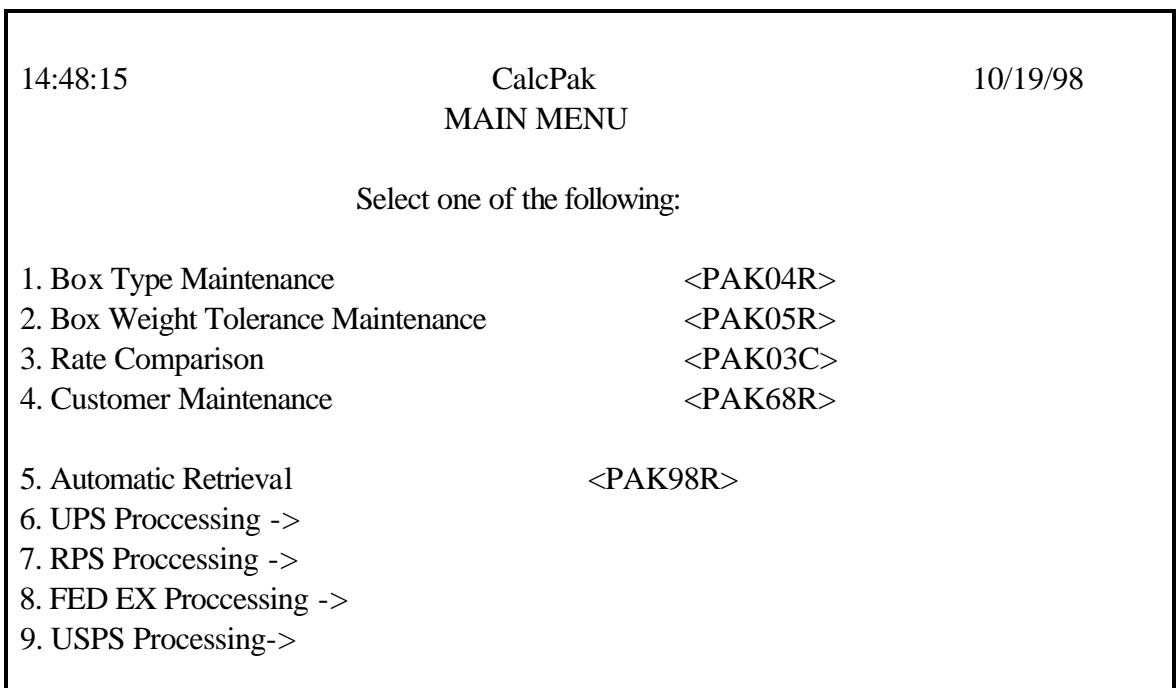 14:48:15 CalcPak 10/19/98
MAIN MENU
Select one of the following:
1. Box Type Maintenance <PAK04R>
2. Box Weight Tolerance Maintenance <PAK05R>
3. Rate Comparison <PAK03C>
4. Customer Maintenance <PAK68R>
5. Automatic Retrieval <PAK98R>
6. UPS Proccessing ->
7. RPS Proccessing ->
8. FED EX Proccessing ->
9. USPS Processing->